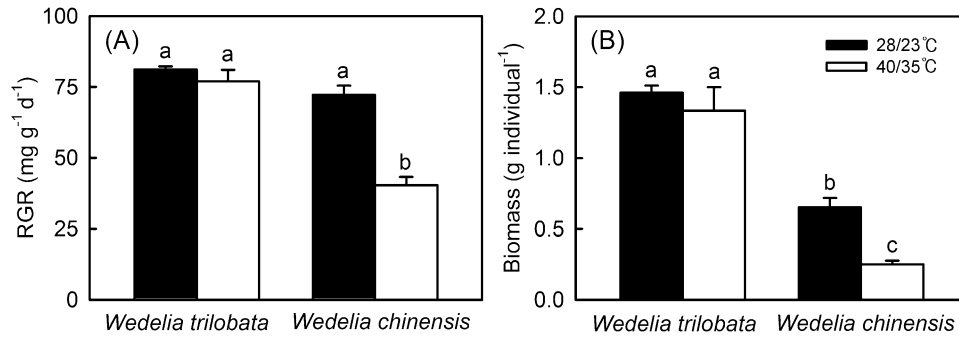 (A)
RGR (mg g⁻¹ d⁻¹)
100
75
50
25
0
a
a
a
b
Wedelia trilobata
Wedelia chinensis
(B)
Biomass (g individual⁻¹)
2.0
1.5
1.0
0.5
0.0
28/23℃
40/35℃
a
a
b
c
Wedelia trilobata
Wedelia chinensis